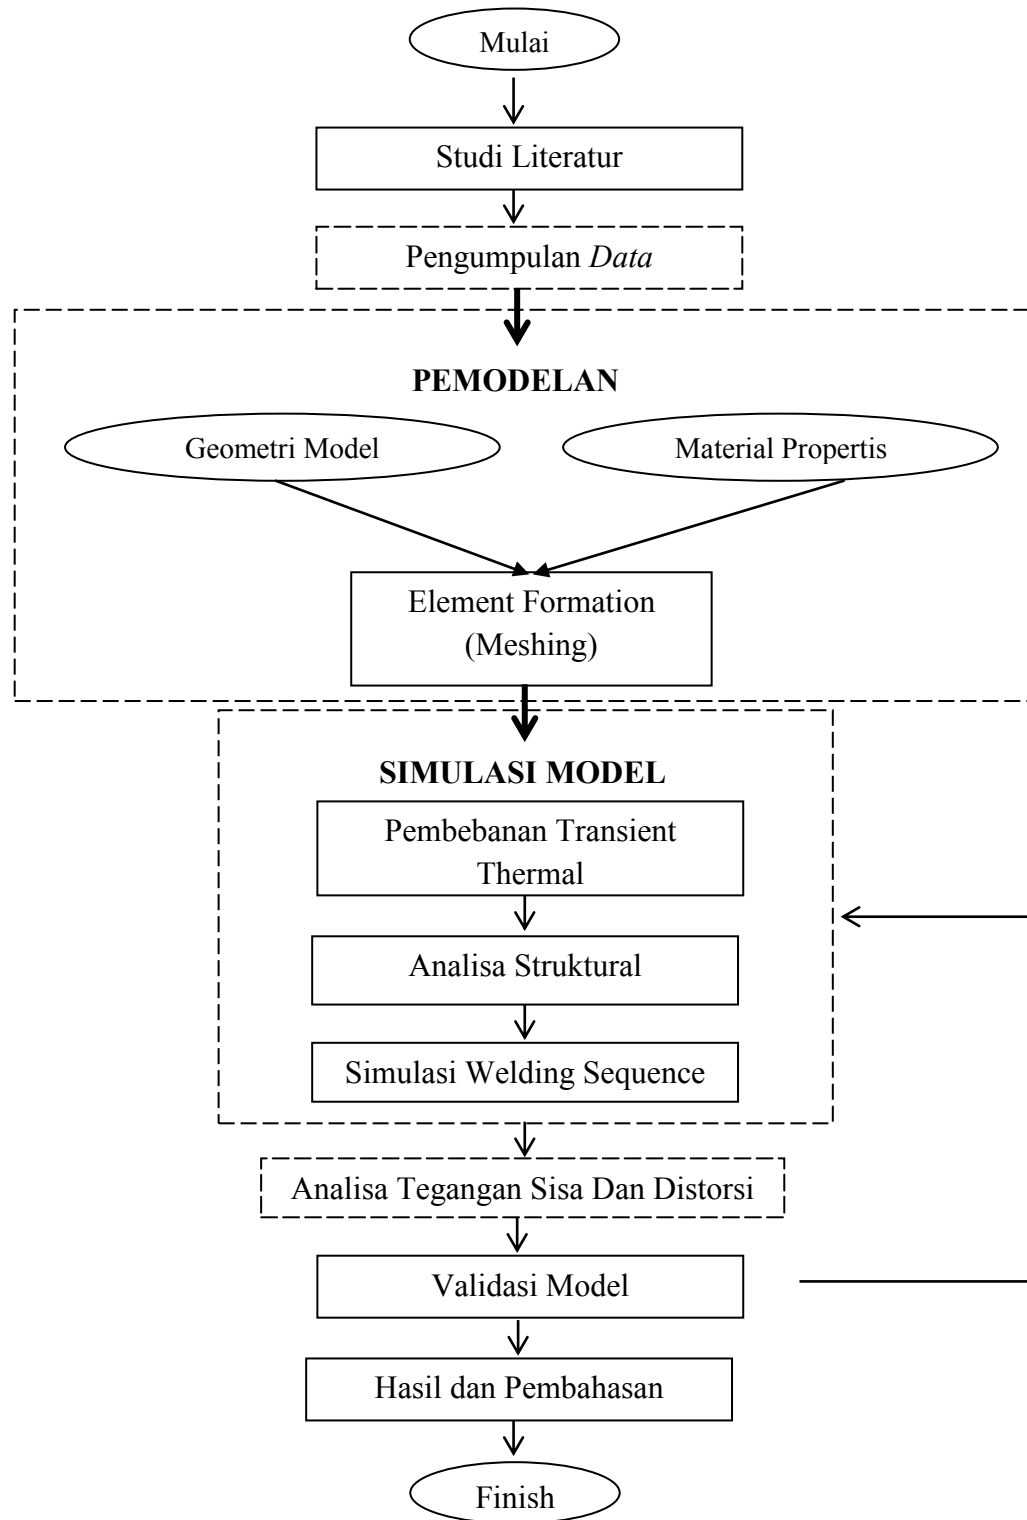 Mulai
Studi Literatur
Pengumpulan Data
PEMODELAN
Geometri Model
Material Propertis
Element Formation
(Meshing)
SIMULASI MODEL
Pembebanan Transient
Thermal
Analisa Struktural
Simulasi Welding Sequence
Analisa Tegangan Sisa Dan Distorsi
Validasi Model
Hasil dan Pembahasan
Finish